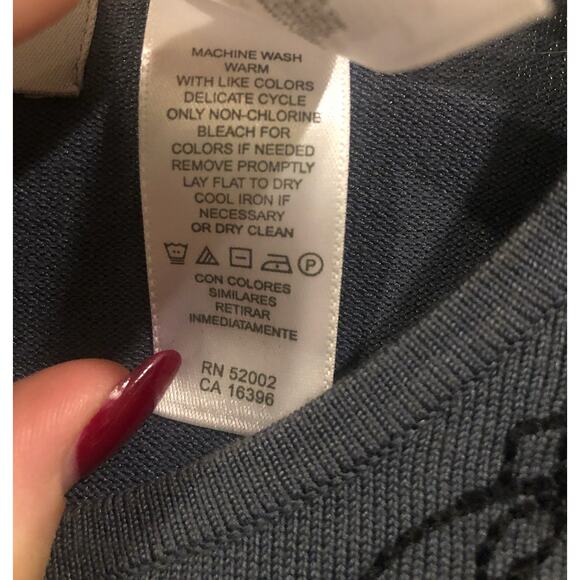 MACHINE WASH
WARM
WITH LIKE COLORS
DELICATE CYCLE
ONLY NON-CHLORINE
BLEACH FOR
COLORS IF NEEDED
REMOVE PROMPTLY
LAY FLAT TO DRY
COOL IRON IF
NECESSARY
OR DRY CLEAN
P
CON COLORES
SIMILARES
RETIRAR
INMEDIATAMENTE
RN 52002
CA 16396